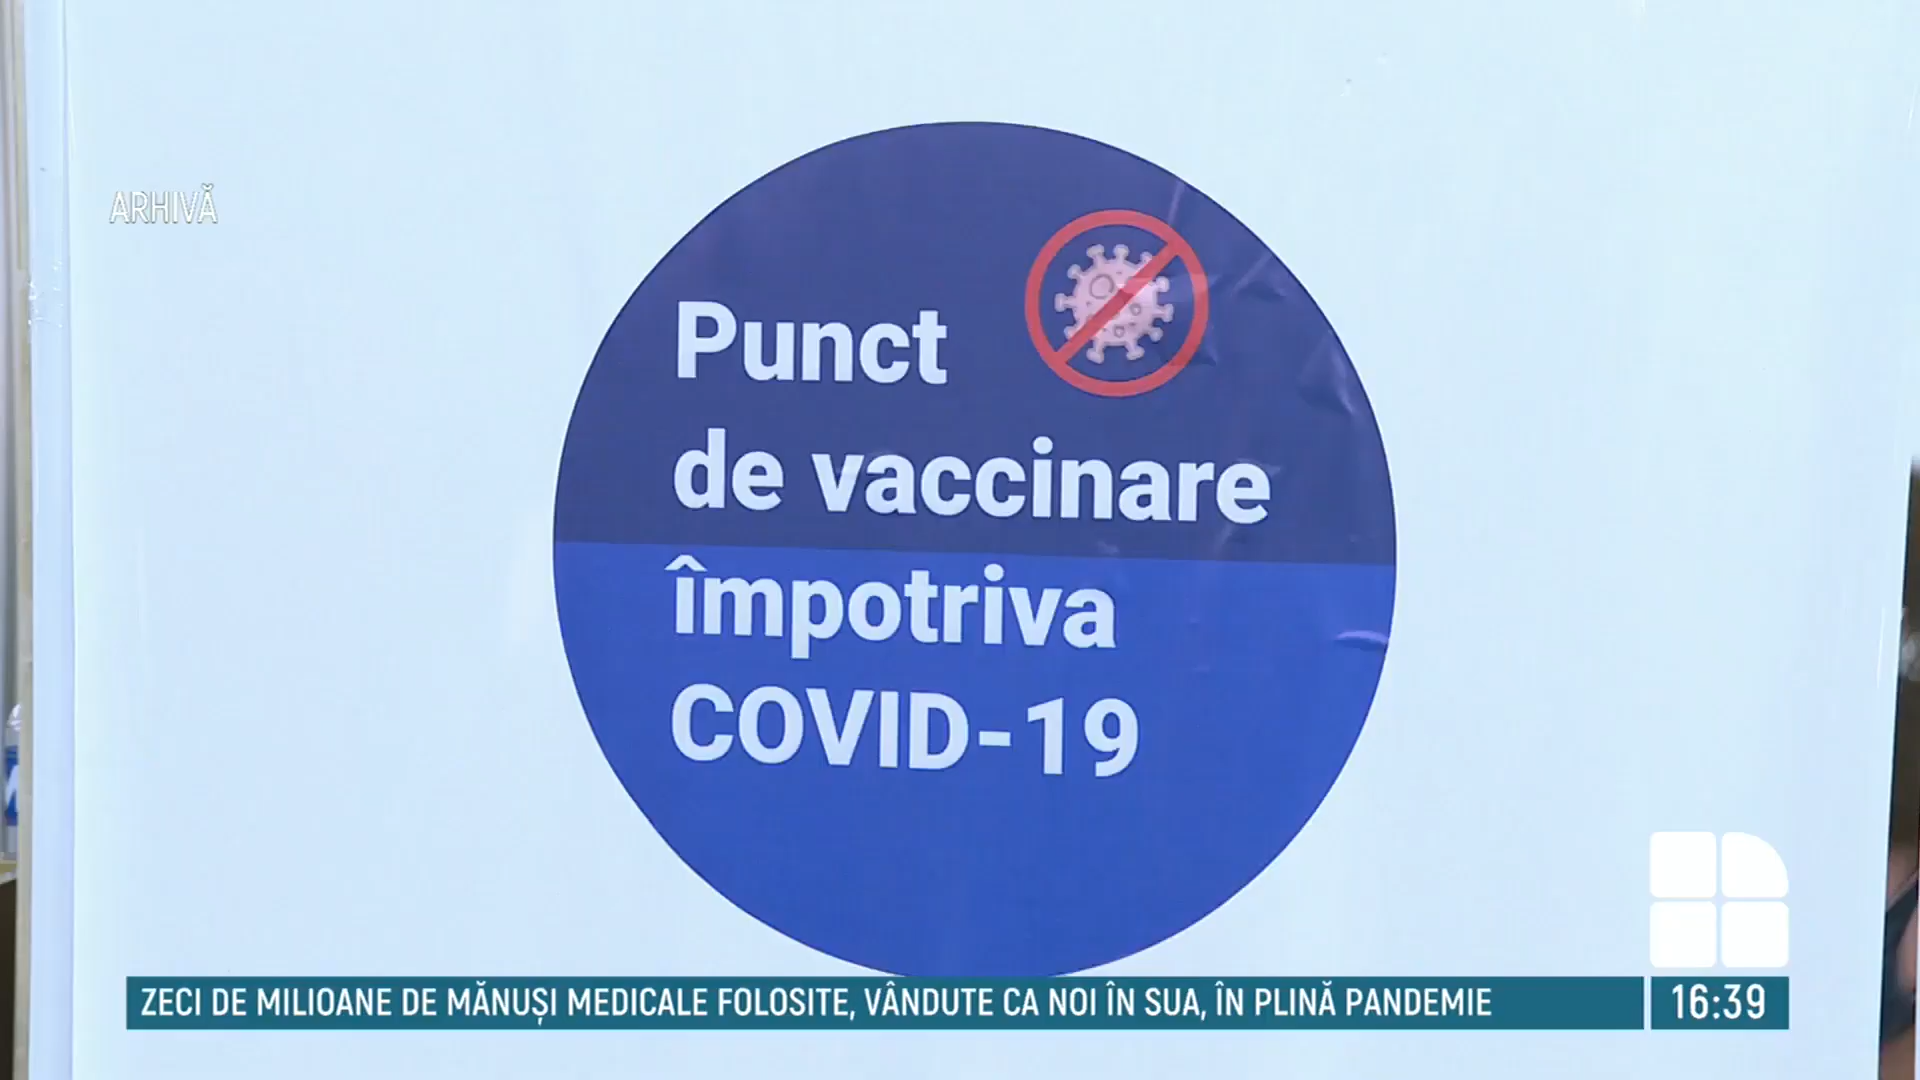 ARHIVĂ
Punct
de vaccinare
împotriva
COVID-19
ZECI DE MILIOANE DE MĂNUȘI MEDICALE FOLOSITE, VÂNDUTE CA NOI ÎN SUA, ÎN PLINĂ PANDEMIE
16:39